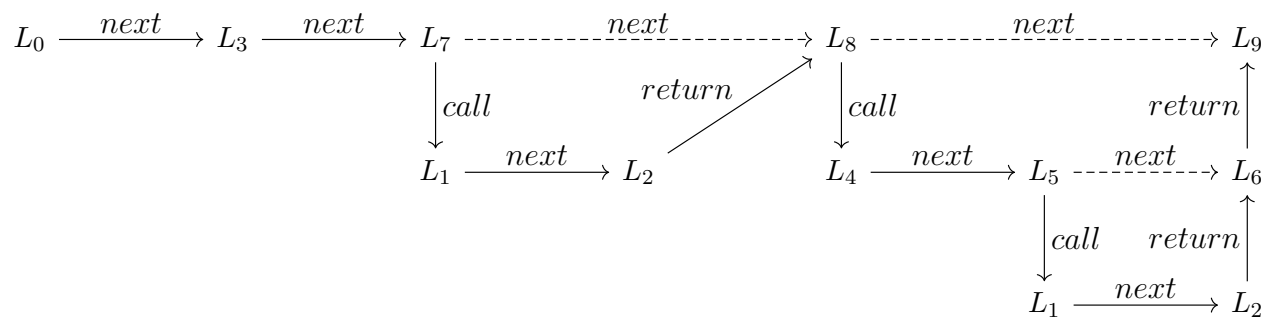 L₀ next L₃ next L₇ next L₈ next L₉
call return call return
L₁ next L₂ L₄ next L₅ next L₆
call return
L₁ next L₂